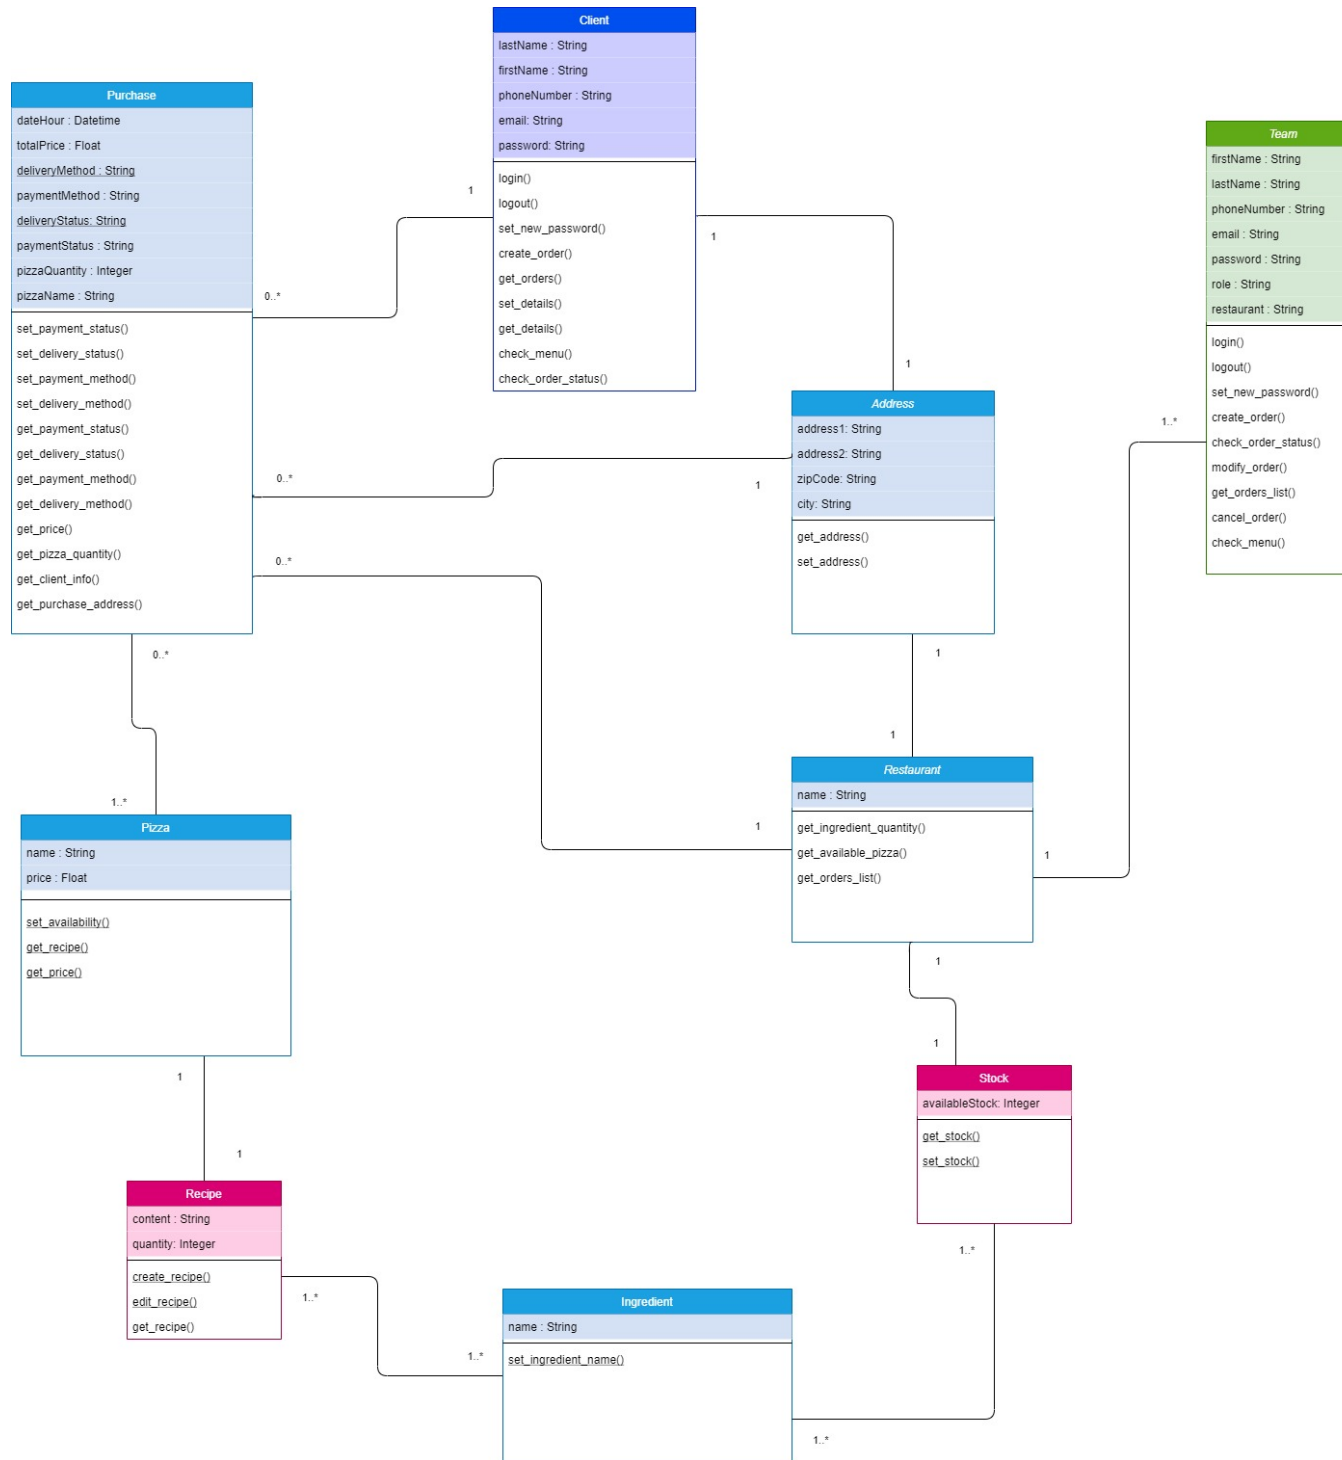 Client
lastName : String
firstName : String
phoneNumber : String
email: String
password: String
login()
logout()
set_new_password()
create_order()
get_orders()
set_details()
get_details()
check_menu()
check_order_status()
Purchase
dateHour : Datetime
totalPrice : Float
deliveryMethod : String
paymentMethod : String
deliveryStatus: String
paymentStatus : String
pizzaQuantity : Integer
pizzaName : String
set_payment_status()
set_delivery_status()
set_payment_method()
set_delivery_method()
get_payment_status()
get_delivery_status()
get_payment_method()
get_delivery_method()
get_price()
get_pizza_quantity()
get_client_info()
get_purchase_address()
Team
firstName : String
lastName : String
phoneNumber : String
email : String
password : String
role : String
restaurant : String
login()
logout()
set_new_password()
create_order()
check_order_status()
modify_order()
get_orders_list()
cancel_order()
check_menu()
1
0..*
1
1
Address
address1: String
address2: String
zipCode: String
city: String
get_address()
set_address()
0..*
1
0..*
1
1..*
1
1
1
Restaurant
name : String
get_ingredient_quantity()
get_available_pizza()
get_orders_list()
0..*
1..*
Pizza
name : String
price : Float
set_availability()
get_recipe()
get_price()
1
1
Stock
availableStock: Integer
get_stock()
set_stock()
1
1
Recipe
content : String
quantity: Integer
create_recipe()
edit_recipe()
get_recipe()
1..*
1..*
Ingredient
name : String
set_ingredient_name()
1..*
1..*